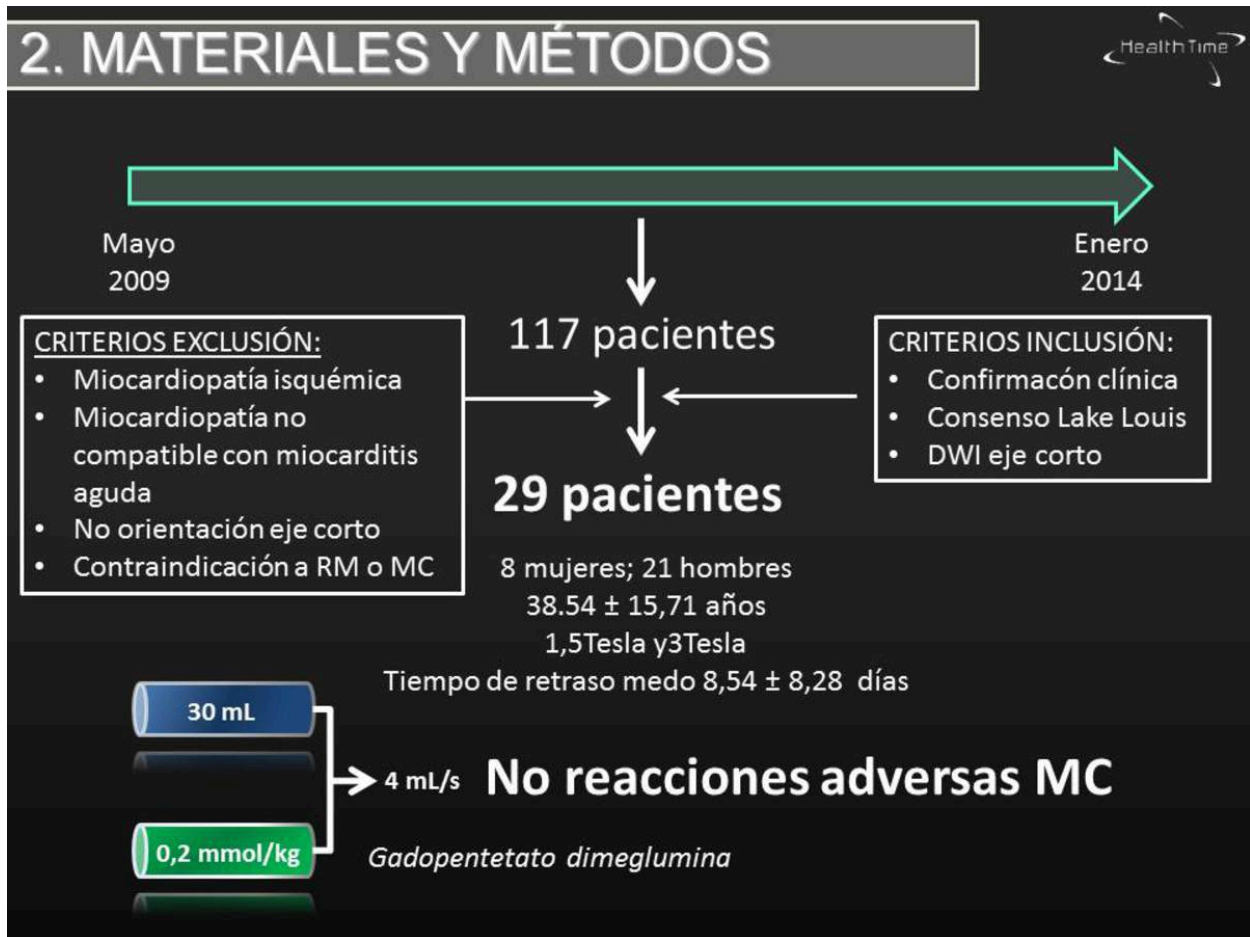 2. MATERIALES Y MÉTODOS
HealthTime
Mayo
2009
Enero
2014
117 pacientes
CRITERIOS EXCLUSIÓN:
• Miocardiopatía isquémica
• Miocardiopatía no
compatible con miocarditis
aguda
• No orientación eje corto
• Contraindicación a RM o MC
CRITERIOS INCLUSIÓN:
• Confirmacón clínica
• Consenso Lake Louis
• DWI eje corto
29 pacientes
8 mujeres; 21 hombres
38.54 ± 15,71 años
1,5Tesla y3Tesla
Tiempo de retraso medo 8,54 ± 8,28 días
30 mL
4 mL/s
No reacciones adversas MC
0,2 mmol/kg
Gadopentetato dimeglumina